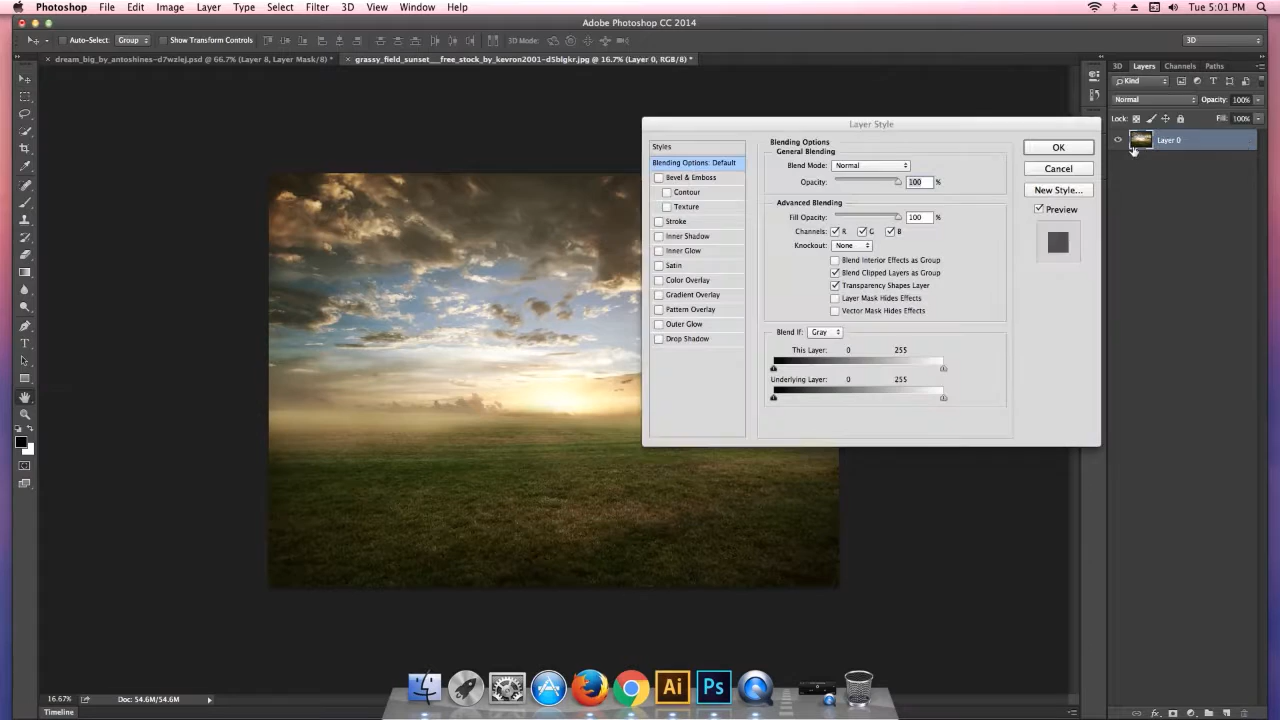 Photoshop File Edit Image Layer Type Select Filter 3D View Window Help Tue 5:01 PM
Adobe Photoshop CC 2014
Auto-Select: Group Show Transform Controls 3D Mode: 3D
dream_big_by_antoshines-d7wzlej.psd @ 66.7% (Layer 8, Layer Mask/8) *
grassy_field_sunset___free_stock_by_kevron2001-d5blgkr.jpg @ 16.7% (Layer 0, RGB/8) *
3D Layers Channels Paths
Kind
Normal Opacity: 100%
Lock: Fill: 100%
Layer 0
Layer Style
Styles
Blending Options: Default
Bevel & Emboss
Contour
Texture
Stroke
Inner Shadow
Inner Glow
Satin
Color Overlay
Gradient Overlay
Pattern Overlay
Outer Glow
Drop Shadow
Blending Options
General Blending
Blend Mode: Normal
Opacity: 100 %
Advanced Blending
Fill Opacity: 100 %
Channels: R G B
Knockout: None
Blend Interior Effects as Group
Blend Clipped Layers as Group
Transparency Shapes Layer
Layer Mask Hides Effects
Vector Mask Hides Effects
Blend If: Gray
This Layer: 0 255
Underlying Layer: 0 255
OK
Cancel
New Style...
Preview
Ai Ps
16.67% Doc: 54.6M/54.6M
Timeline